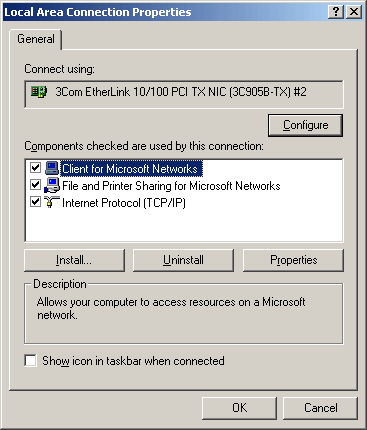 Local Area Connection Properties
General
Connect using:
3Com EtherLink 10/100 PCI TX NIC (3C905B-TX) #2
Configure
Components checked are used by this connection:
Client for Microsoft Networks
File and Printer Sharing for Microsoft Networks
Internet Protocol (TCP/IP)
Install... Uninstall Properties
Description
Allows your computer to access resources on a Microsoft
network.
Show icon in taskbar when connected
OK Cancel